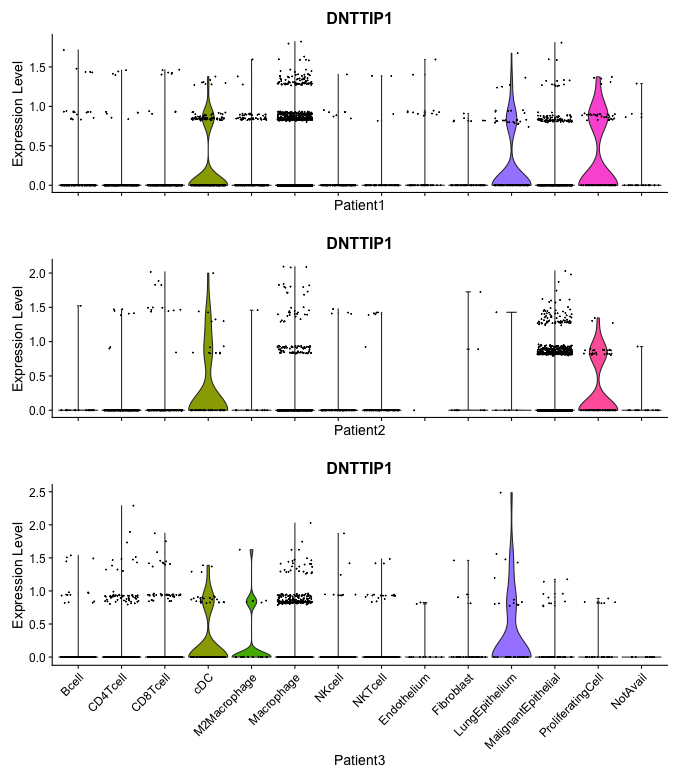 DNTTIP1
Expression Level
1.5
1.0
0.5
0.0
Patient1
DNTTIP1
Expression Level
2.0
1.5
1.0
0.5
0.0
Patient2
DNTTIP1
Expression Level
2.5
2.0
1.5
1.0
0.5
0.0
Bcell
CD4Tcell
CD8Tcell
cDC
M2Macrophage
Macrophage
NKcell
NKTcell
Endothelium
Fibroblast
LungEpithelium
MalignantEpithelial
ProliferatingCell
NotAvail
Patient3